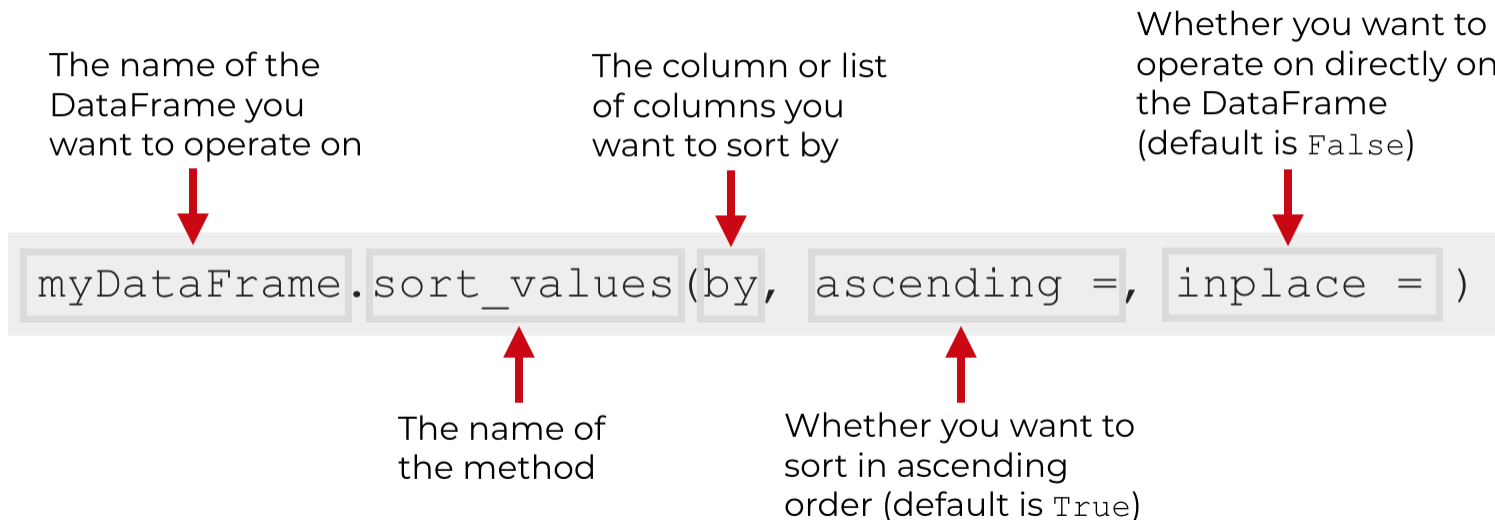 The name of the
DataFrame you
want to operate on
The column or list
of columns you
want to sort by
Whether you want to
operate on directly on
the DataFrame
(default is False)
myDataFrame.sort_values(by, ascending =, inplace = )
The name of
the method
Whether you want to
sort in ascending
order (default is True)